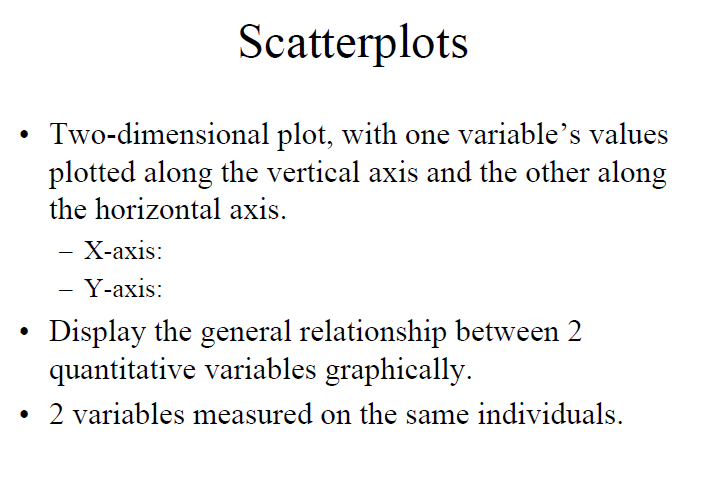 Scatterplots
• Two-dimensional plot, with one variable’s values
plotted along the vertical axis and the other along
the horizontal axis.
– X-axis:
– Y-axis:
• Display the general relationship between 2
quantitative variables graphically.
• 2 variables measured on the same individuals.